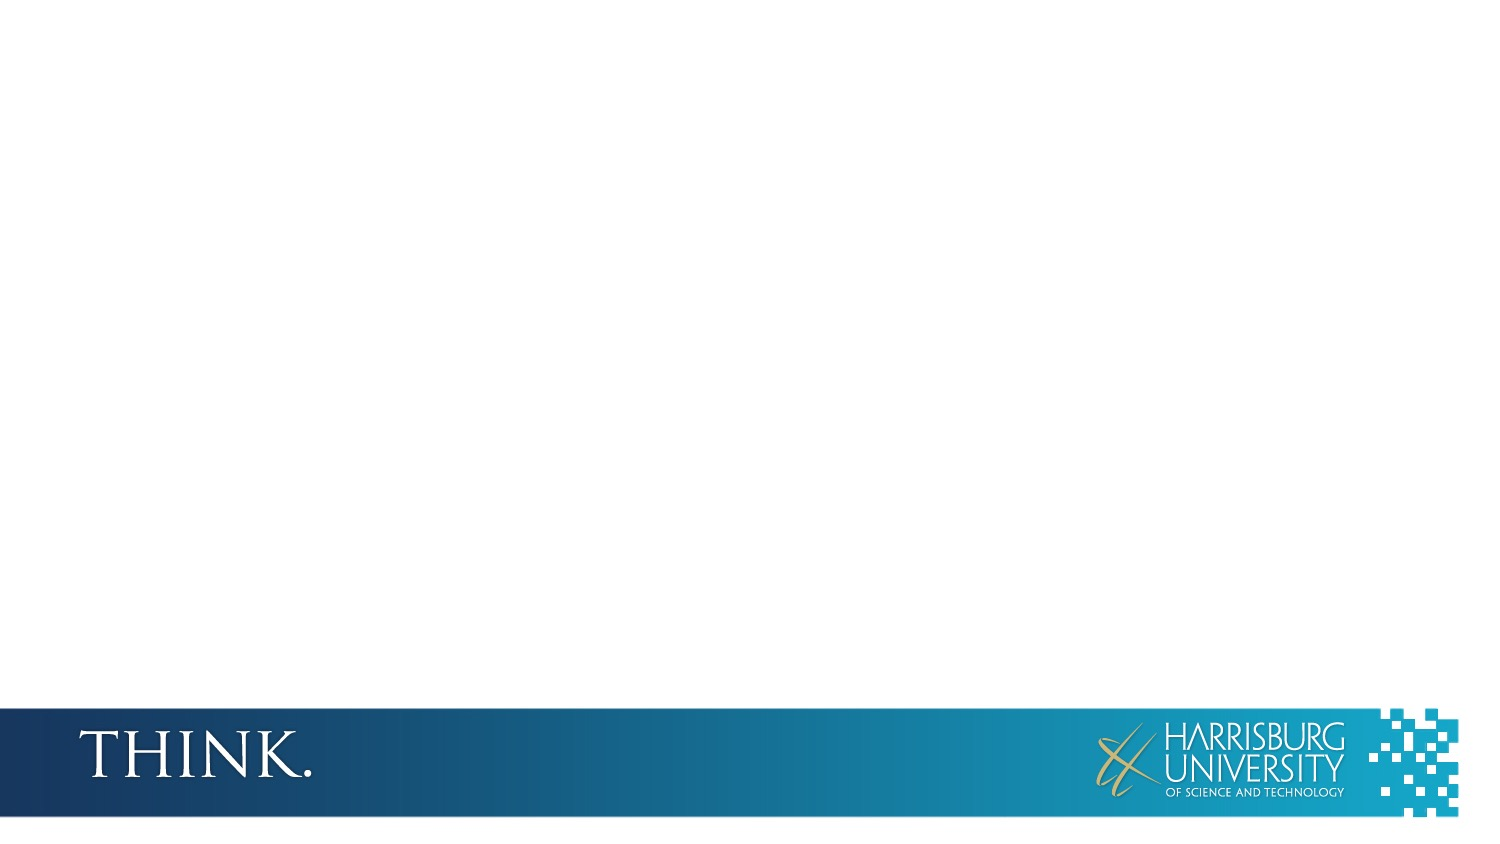 THINK.
HARRISBURG
UNIVERSITY
OF SCIENCE AND TECHNOLOGY